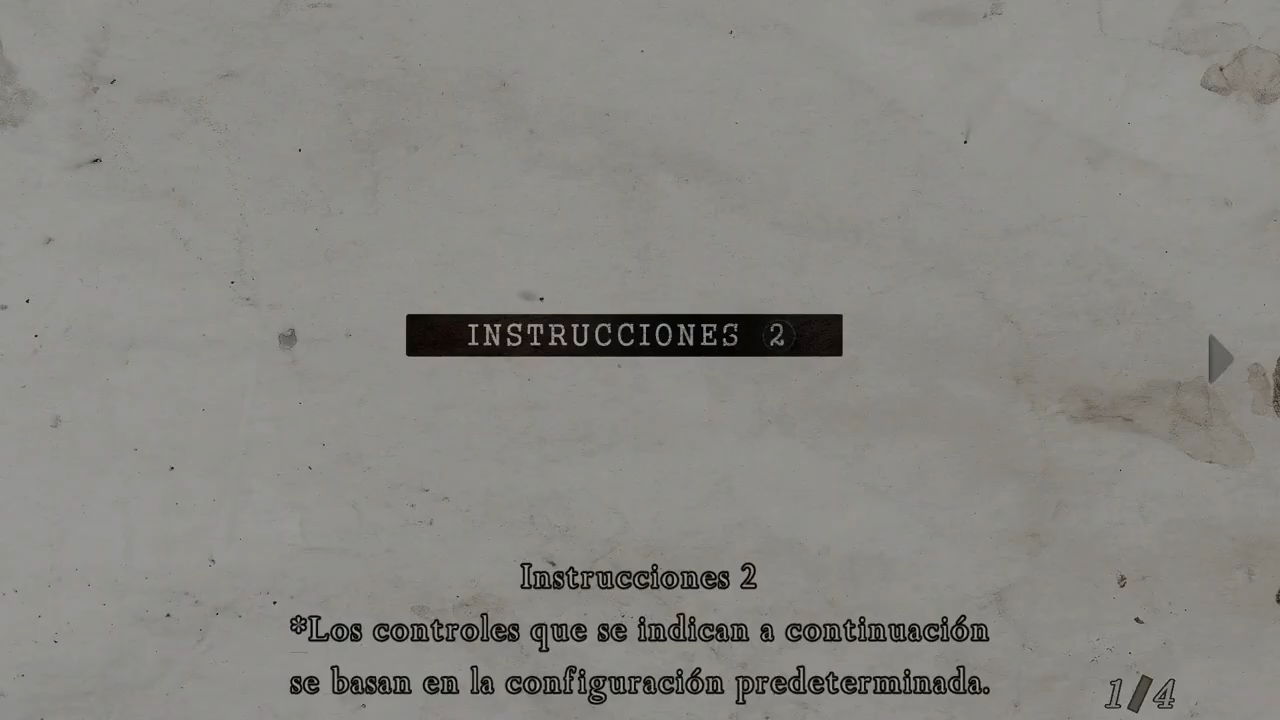 INSTRUCCIONES 2
Instrucciones 2
*Los controles que se indican a continuación
se basan en la configuración predeterminada.
1/4